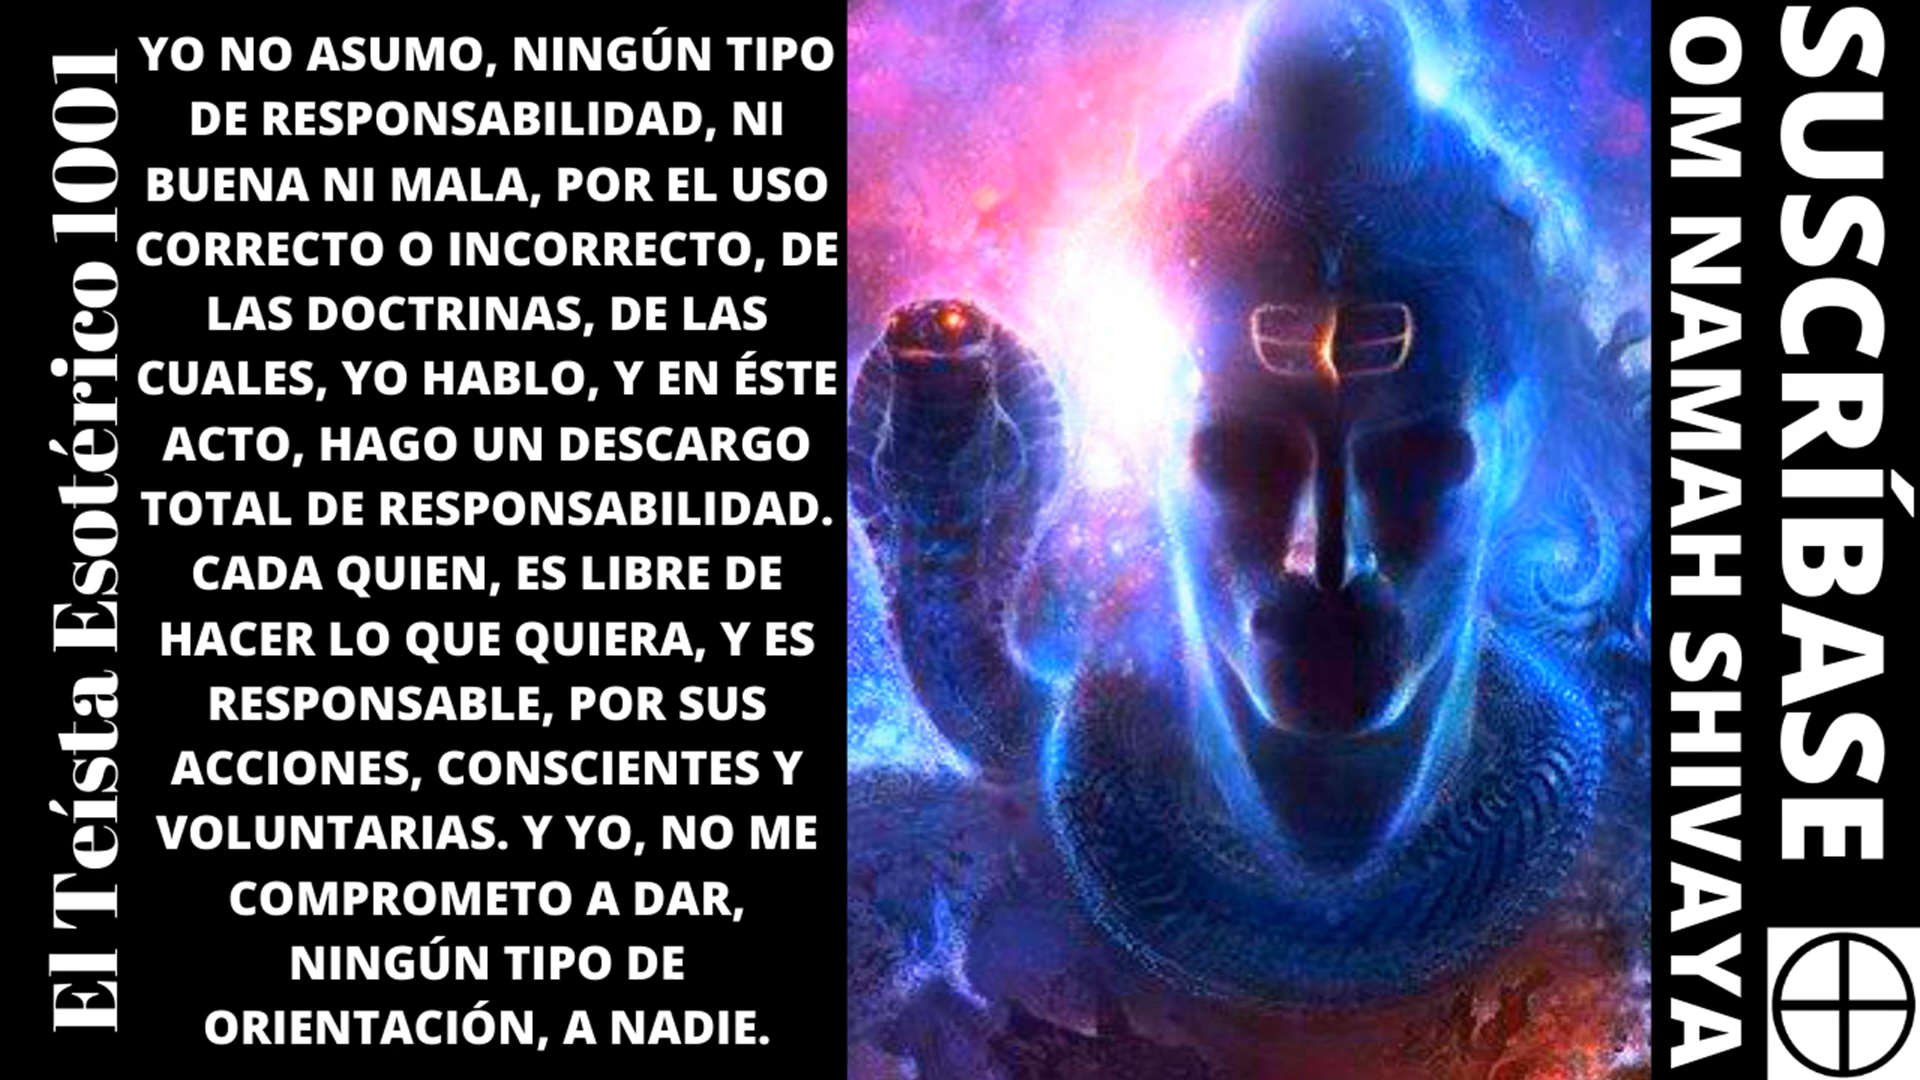 El Teísta Esotérico 1001
YO NO ASUMO, NINGÚN TIPO
DE RESPONSABILIDAD, NI
BUENA NI MALA, POR EL USO
CORRECTO O INCORRECTO, DE
LAS DOCTRINAS, DE LAS
CUALES, YO HABLO, Y EN ÉSTE
ACTO, HAGO UN DESCARGO
TOTAL DE RESPONSABILIDAD.
CADA QUIEN, ES LIBRE DE
HACER LO QUE QUIERA, Y ES
RESPONSABLE, POR SUS
ACCIONES, CONSCIENTES Y
VOLUNTARIAS. Y YO, NO ME
COMPROMETO A DAR,
NINGÚN TIPO DE
ORIENTACIÓN, A NADIE.
OM NAMAH SHIVAYA
SUSCRÍBASE